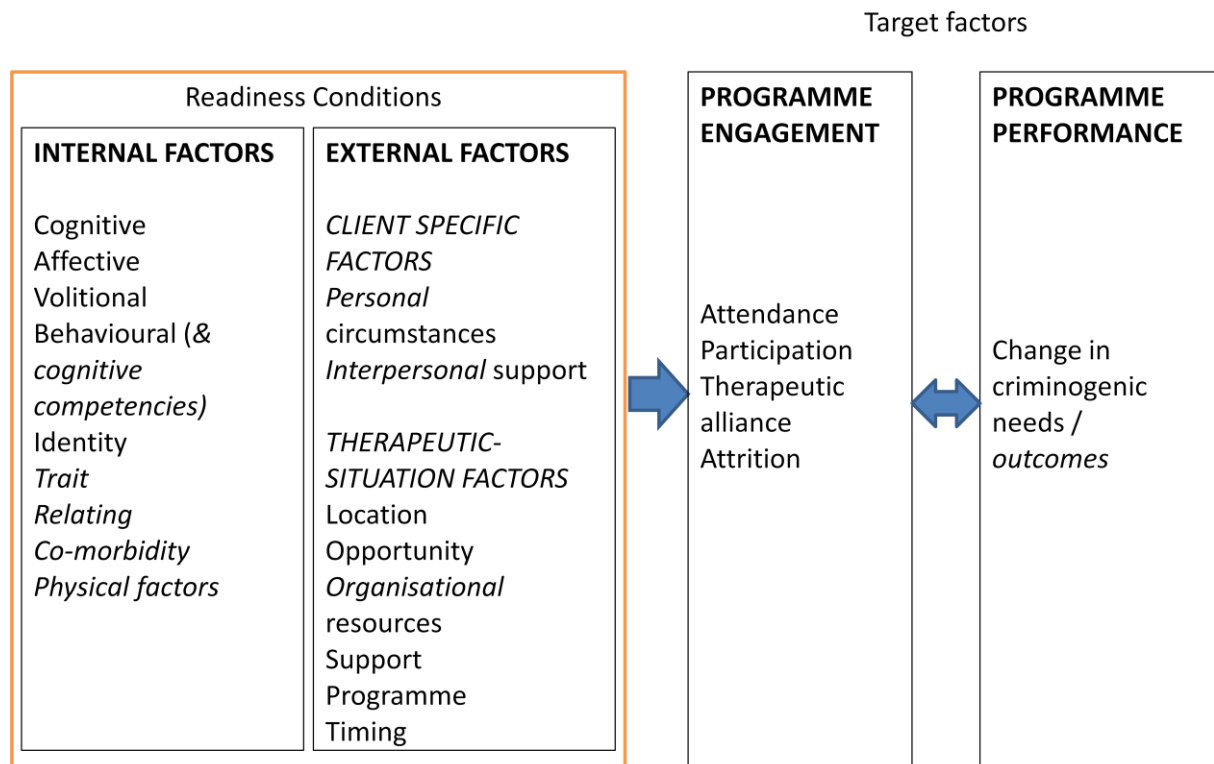 Target factors
Readiness Conditions
INTERNAL FACTORS
Cognitive
Affective
Volitional
Behavioural (&
cognitive
competencies)
Identity
Trait
Relating
Co-morbidity
Physical factors
EXTERNAL FACTORS
CLIENT SPECIFIC
FACTORS
Personal
circumstances
Interpersonal support
THERAPEUTIC-
SITUATION FACTORS
Location
Opportunity
Organisational
resources
Support
Programme
Timing
PROGRAMME
ENGAGEMENT
Attendance
Participation
Therapeutic
alliance
Attrition
PROGRAMME
PERFORMANCE
Change in
criminogenic
needs /
outcomes